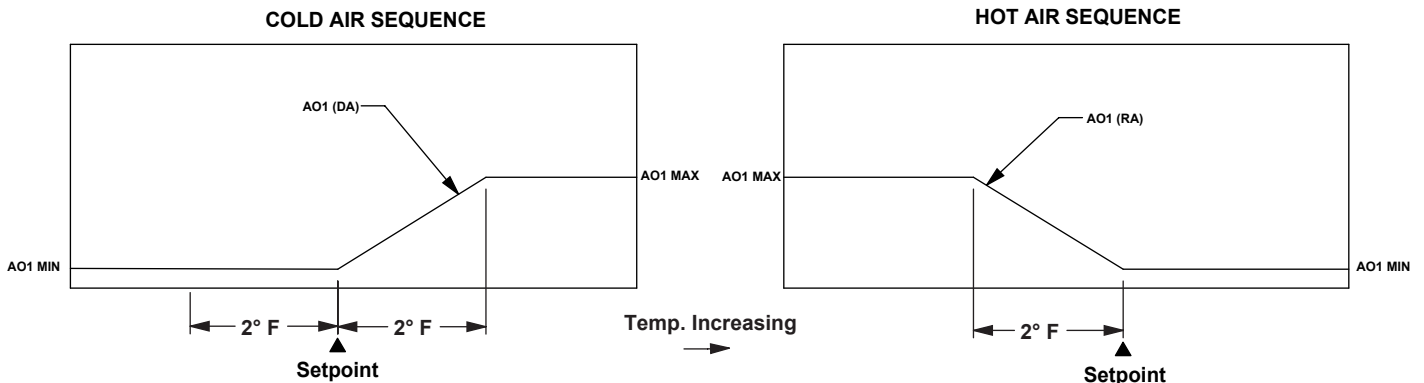 COLD AIR SEQUENCE
AO1 (DA)
AO1 MAX
AO1 MIN
2° F
2° F
Setpoint
Temp. Increasing
HOT AIR SEQUENCE
AO1 (RA)
AO1 MAX
AO1 MIN
2° F
Setpoint